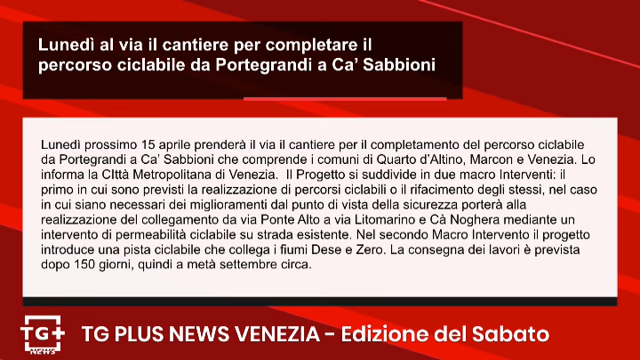 Lunedì al via il cantiere per completare il
percorso ciclabile da Portegrandi a Ca' Sabbioni
Lunedì prossimo 15 aprile prenderà il via il cantiere per il completamento del percorso ciclabile
da Portegrandi a Ca' Sabbioni che comprende i comuni di Quarto d'Altino, Marcon e Venezia. Lo
informa la CIttà Metropolitana di Venezia. Il Progetto si suddivide in due macro Interventi: il
primo in cui sono previsti la realizzazione di percorsi ciclabili o il rifacimento degli stessi, nel caso
in cui siano necessari dei miglioramenti dal punto di vista della sicurezza porterà alla
realizzazione del collegamento da via Ponte Alto a via Litomarino e Cà Noghera mediante un
intervento di permeabilità ciclabile su strada esistente. Nel secondo Macro Intervento il progetto
introduce una pista ciclabile che collega i fiumi Dese e Zero. La consegna dei lavori è prevista
dopo 150 giorni, quindi a metà settembre circa.
TG+
NEWS
TG PLUS NEWS VENEZIA - Edizione del Sabato